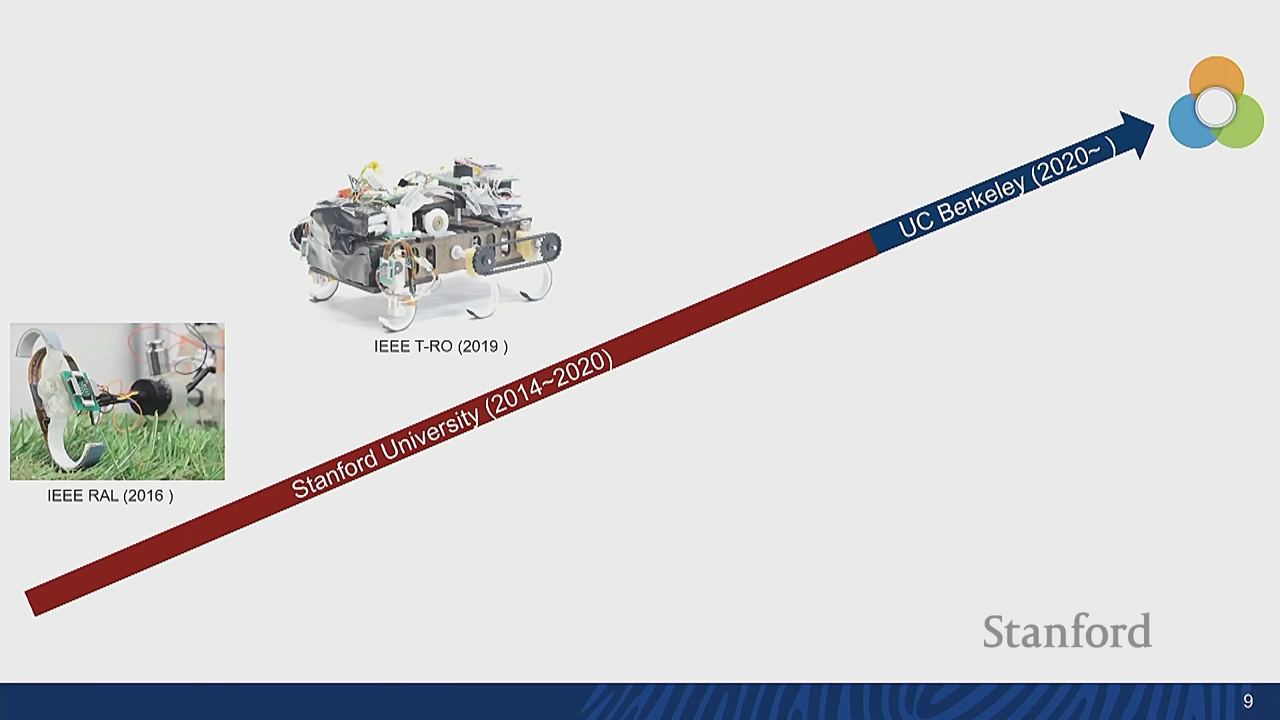 UC Berkeley (2020~ )
IEEE T-RO (2019 )
Stanford University (2014~2020)
IEEE RAL (2016 )
Stanford
9